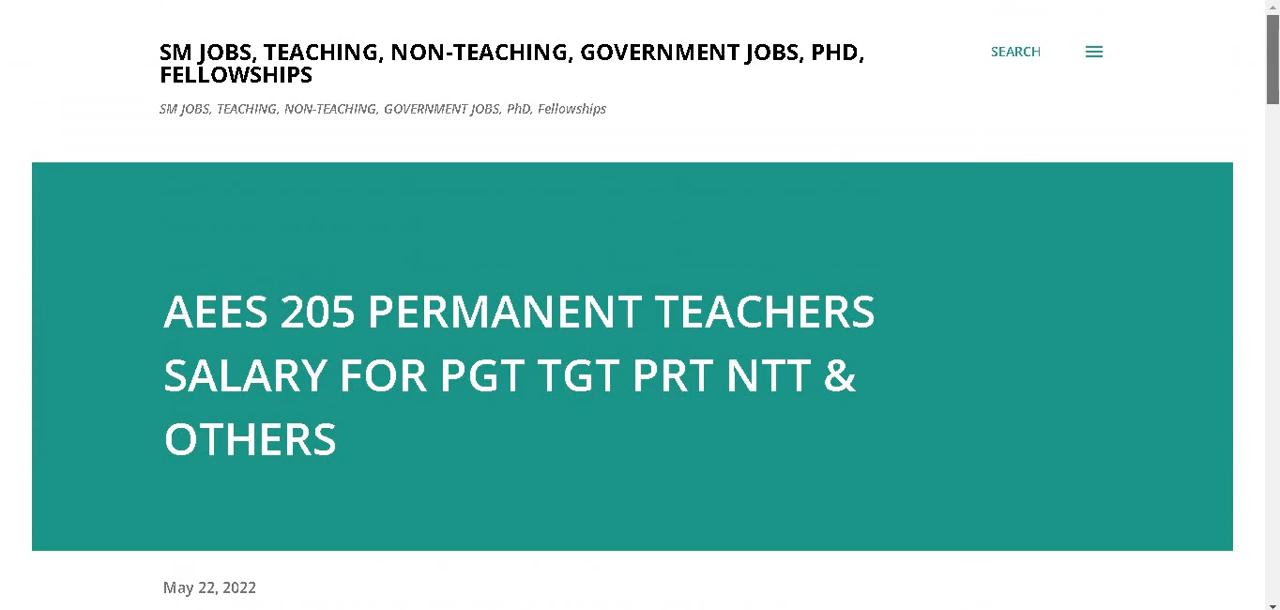 SM JOBS, TEACHING, NON-TEACHING, GOVERNMENT JOBS, PHD,
FELLOWSHIPS
SEARCH
SM JOBS, TEACHING, NON-TEACHING, GOVERNMENT JOBS, PhD, Fellowships
AEES 205 PERMANENT TEACHERS
SALARY FOR PGT TGT PRT NTT &
OTHERS
May 22, 2022